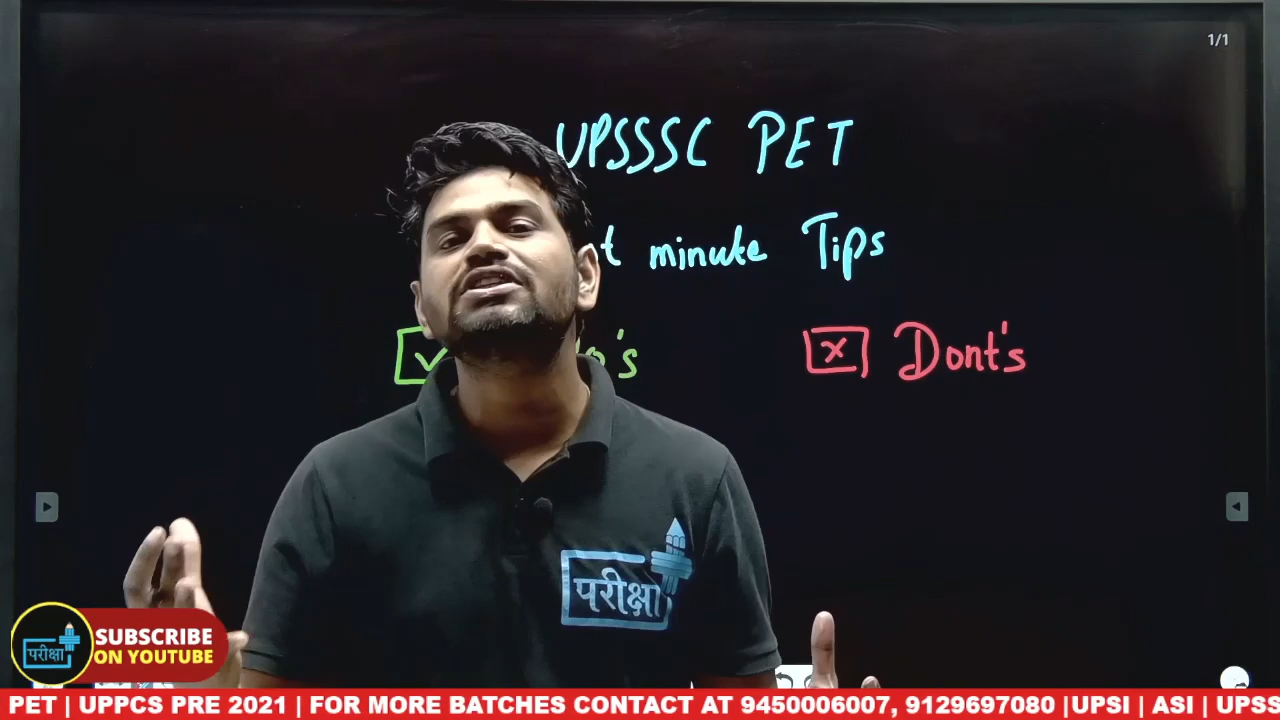 1/1
UPSSSC PET
t minute Tips
o's
Dont's
परीक्षा
परीक्षा
SUBSCRIBE
ON YOUTUBE
PET | UPPCS PRE 2021 | FOR MORE BATCHES CONTACT AT 9450006007, 9129697080 |UPSI | ASI | UPSS